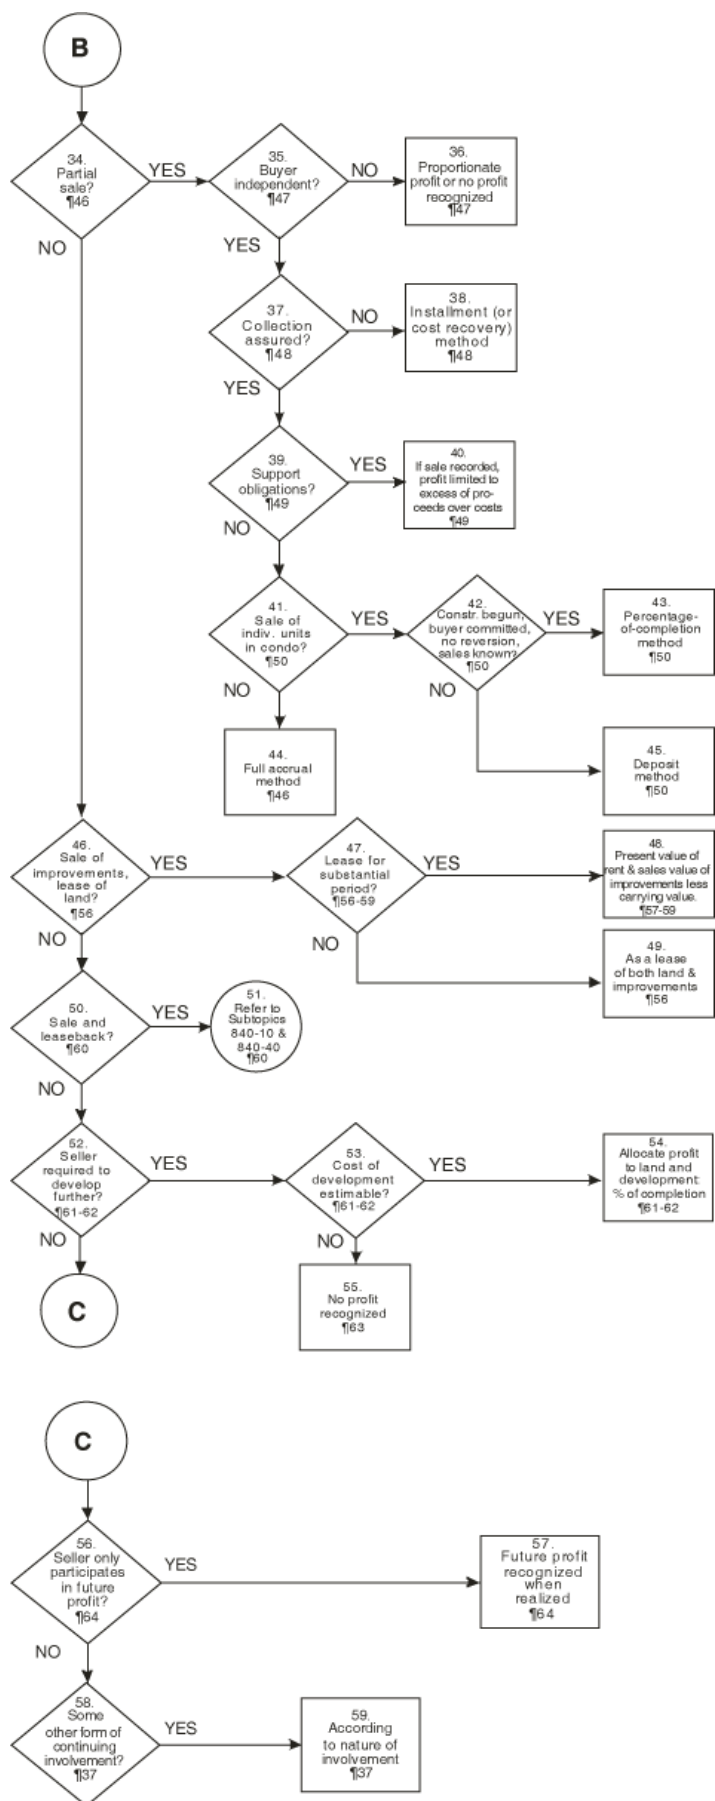 B
34.
Partial
sale?
¶46
YES
35.
Buyer
independent?
¶47
NO
36.
Proportionate
profit or no profit
recognized
¶47
NO
YES
37.
Collection
assured?
¶48
NO
38.
Installment (or
cost recovery)
method
¶48
YES
39.
Support
obligations?
¶49
YES
40.
If sale recorded,
profit limited to
excess of pro-
ceeds over costs
¶49
NO
41.
Sale of
indiv. units
in condo?
¶50
YES
42.
Constr. begun,
buyer committed,
no reversion,
sales known?
¶50
YES
43.
Percentage-
of-completion
method
¶50
NO
NO
44.
Full accrual
method
¶46
45.
Deposit
method
¶50
46.
Sale of
improvements,
lease of
land?
¶56
YES
47.
Lease for
substantial
period?
¶56-59
YES
48.
Present value of
rent & sales value of
improvements less
carrying value.
¶57-59
NO
NO
49.
As a lease
of both land &
improvements
¶56
50.
Sale and
leaseback?
¶60
YES
51.
Refer to
Subtopics
840-10 &
840-40
¶60
NO
52.
Seller
required to
develop
further?
¶61-62
YES
53.
Cost of
development
estimable?
¶61-62
YES
54.
Allocate profit
to land and
development:
% of completion
¶61-62
NO
NO
C
55.
No profit
recognized
¶63
C
56.
Seller only
participates
in future
profit?
¶64
YES
57.
Future profit
recognized
when
realized
¶64
NO
58.
Some
other form of
continuing
involvement?
¶37
YES
59.
According
to nature of
involvement
¶37